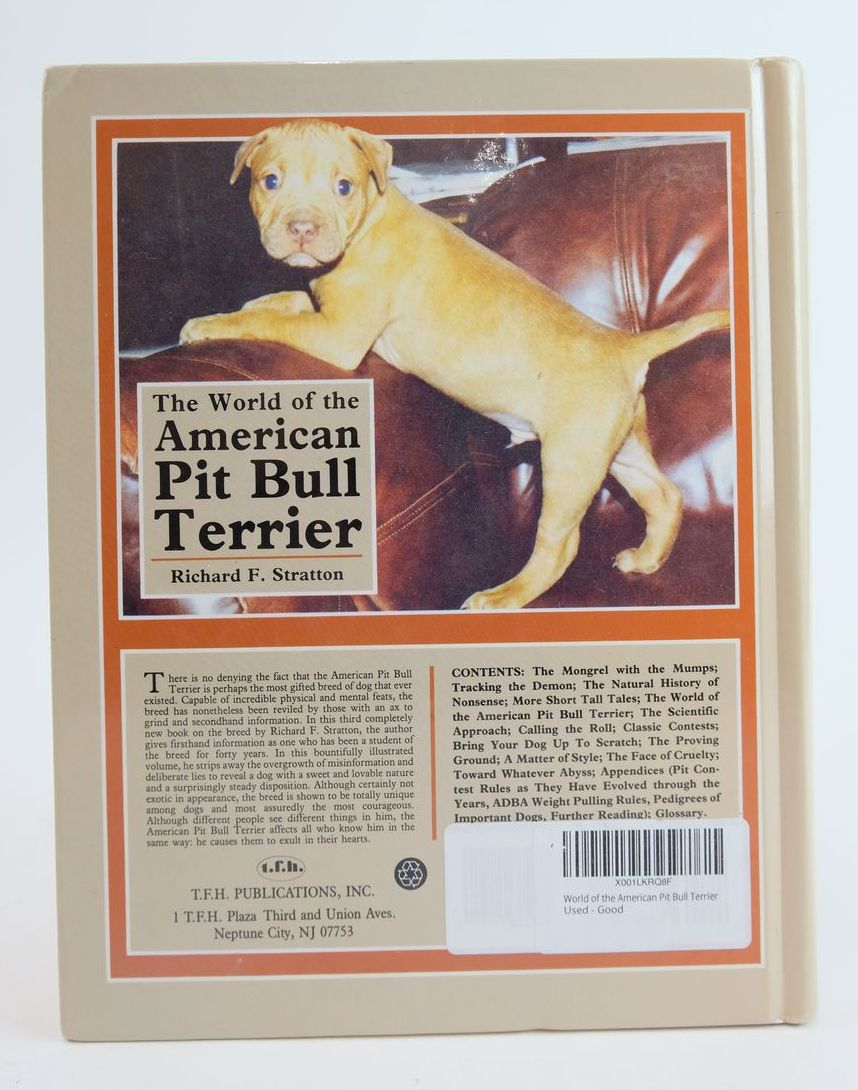 The World of the
American
Pit Bull
Terrier
Richard F. Stratton
There is no denying the fact that the American Pit Bull
Terrier is perhaps the most gifted breed of dog that ever
existed. Capable of incredible physical and mental feats, the
breed has nonetheless been reviled by those with an ax to
grind and secondhand information. In this third completely
new book on the breed by Richard F. Stratton, the author
gives firsthand information as one who has been a student of
the breed for forty years. In this bountifully illustrated
volume, he strips away the overgrowth of misinformation and
deliberate lies to reveal a dog with a sweet and lovable nature
and a surprisingly steady disposition. Although certainly not
exotic in appearance, the breed is shown to be totally unique
among dogs and most assuredly the most courageous.
Although different people see different things in him, the
American Pit Bull Terrier affects all who know him in the
same way: he causes them to exult in their hearts.
t.f.h.
T.F.H. PUBLICATIONS, INC.
1 T.F.H. Plaza Third and Union Aves.
Neptune City, NJ 07753
CONTENTS: The Mongrel with the Mumps;
Tracking the Demon; The Natural History of
Nonsense; More Short Tall Tales; The World of
the American Pit Bull Terrier; The Scientific
Approach; Calling the Roll; Classic Contests;
Bring Your Dog Up To Scratch; The Proving
Ground; A Matter of Style; The Face of Cruelty;
Toward Whatever Abyss; Appendices (Pit Con-
test Rules as They Have Evolved through the
Years, ADBA Weight Pulling Rules, Pedigrees of
Important Dogs, Further Reading); Glossary.
X001LKRQ8F
World of the American Pit Bull Terrier
Used - Good